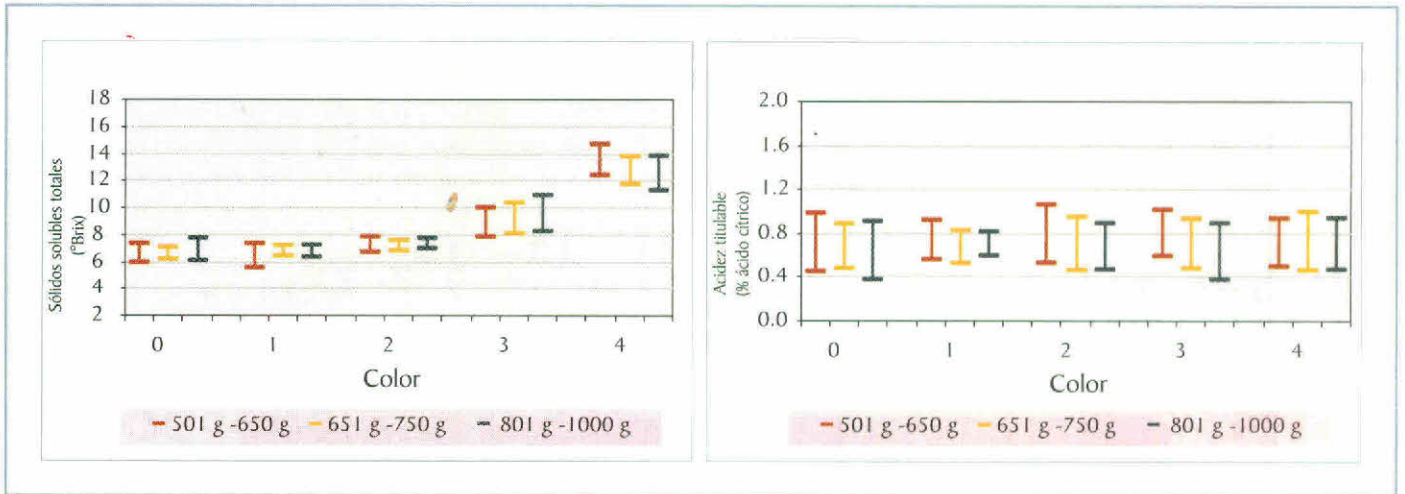 18
16
14
12
10
8
6
4
2
Sólidos solubles totales
(°Brix)
0 1 2 3 4
Color
501 g -650 g 651 g -750 g 801 g -1000 g
2.0
1.6
1.2
0.8
0.4
0.0
Acidez titulable
(% ácido cítrico)
0 1 2 3 4
Color
501 g -650 g 651 g -750 g 801 g -1000 g